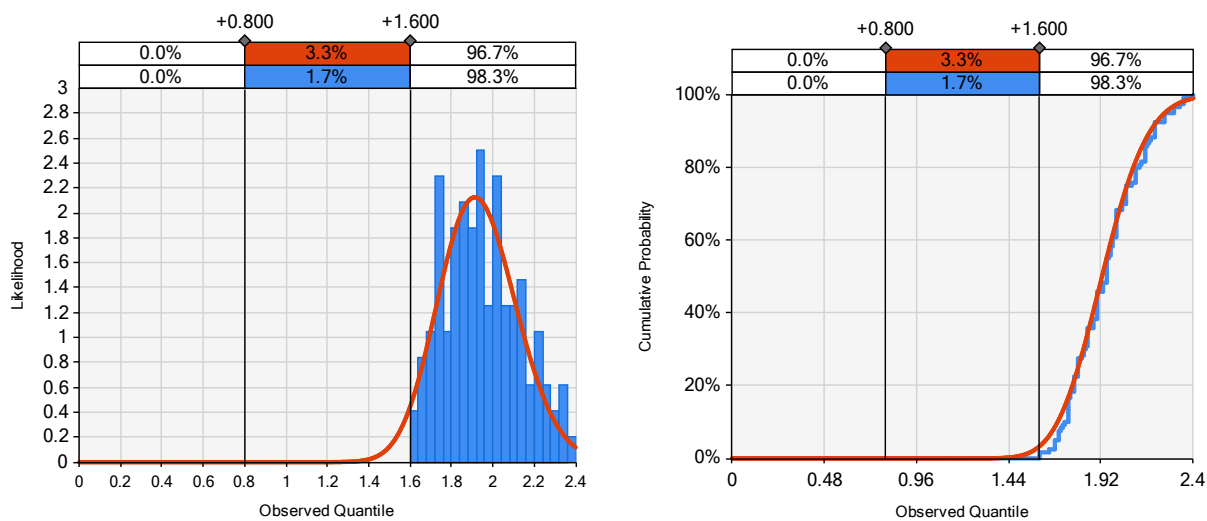 +0.800 +1.600
0.0% 3.3% 96.7%
0.0% 1.7% 98.3%
3
2.8
2.6
2.4
2.2
2
1.8
1.6
1.4
1.2
1
0.8
0.6
0.4
0.2
0
Likelihood
0 0.2 0.4 0.6 0.8 1 1.2 1.4 1.6 1.8 2 2.2 2.4
Observed Quantile
+0.800 +1.600
0.0% 3.3% 96.7%
0.0% 1.7% 98.3%
100%
80%
60%
40%
20%
0%
Cumulative Probability
0 0.48 0.96 1.44 1.92 2.4
Observed Quantile